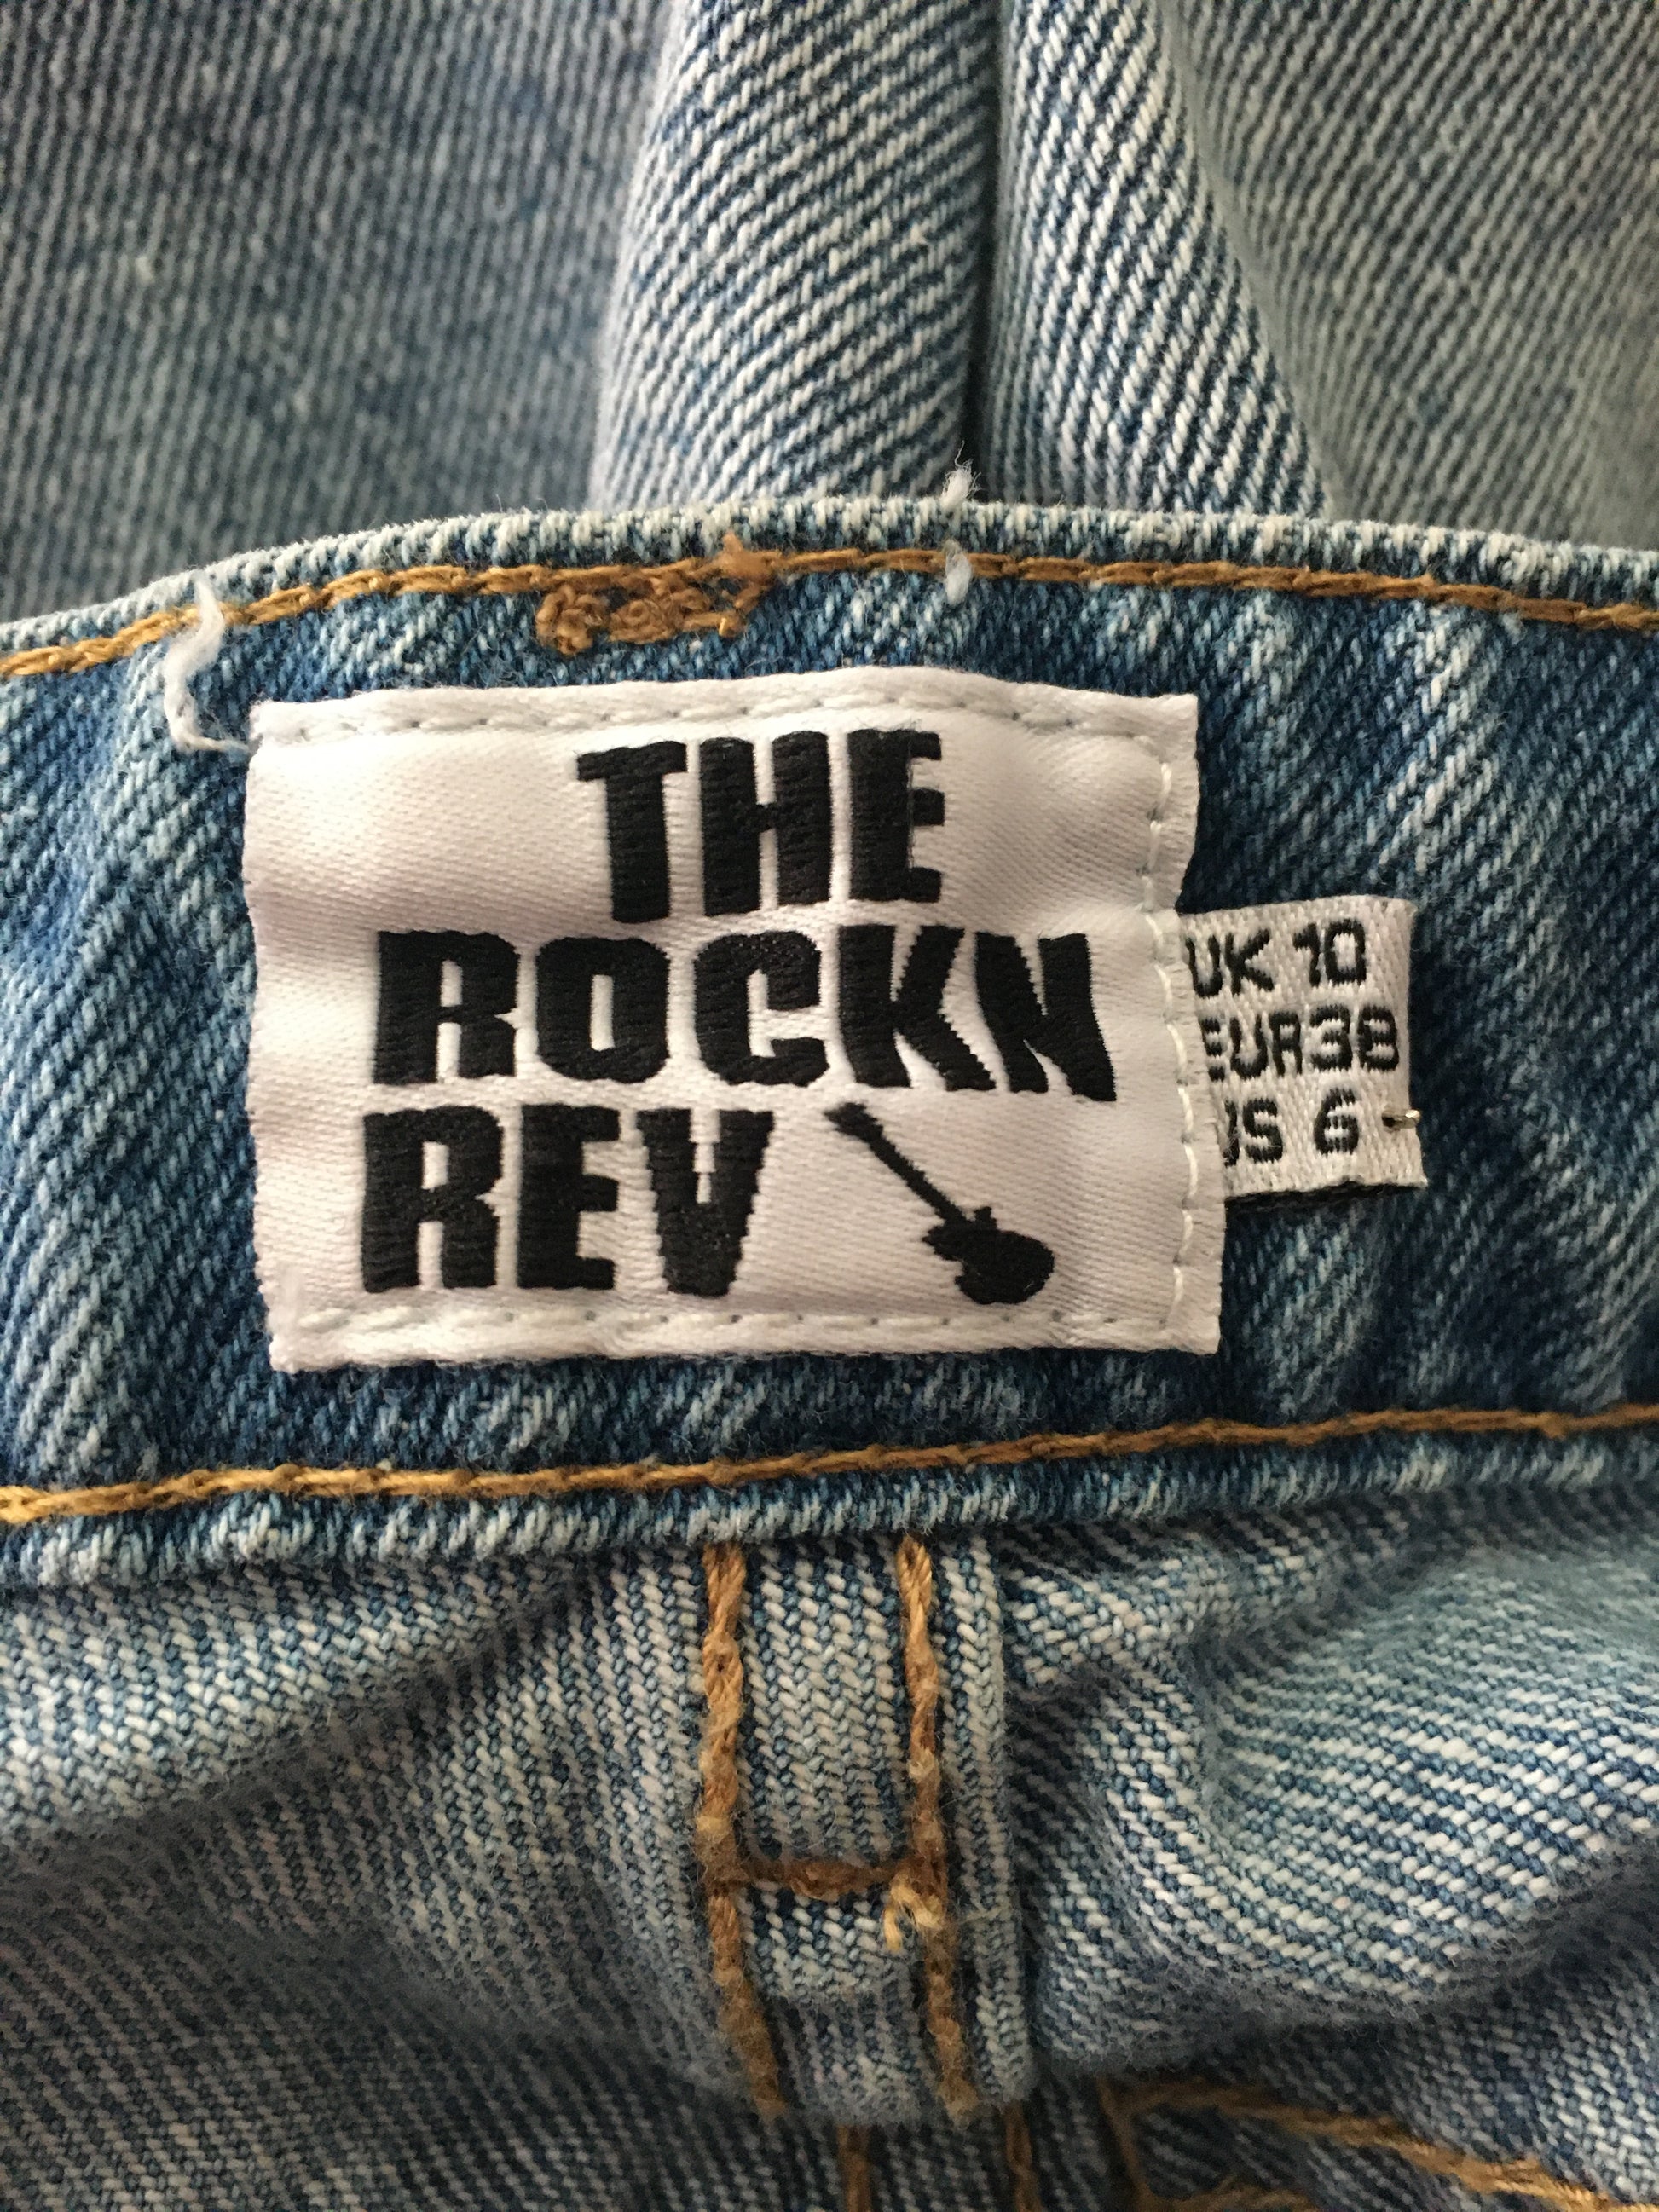 THE
ROCKN
REV
UK 10
EUR38
US 6